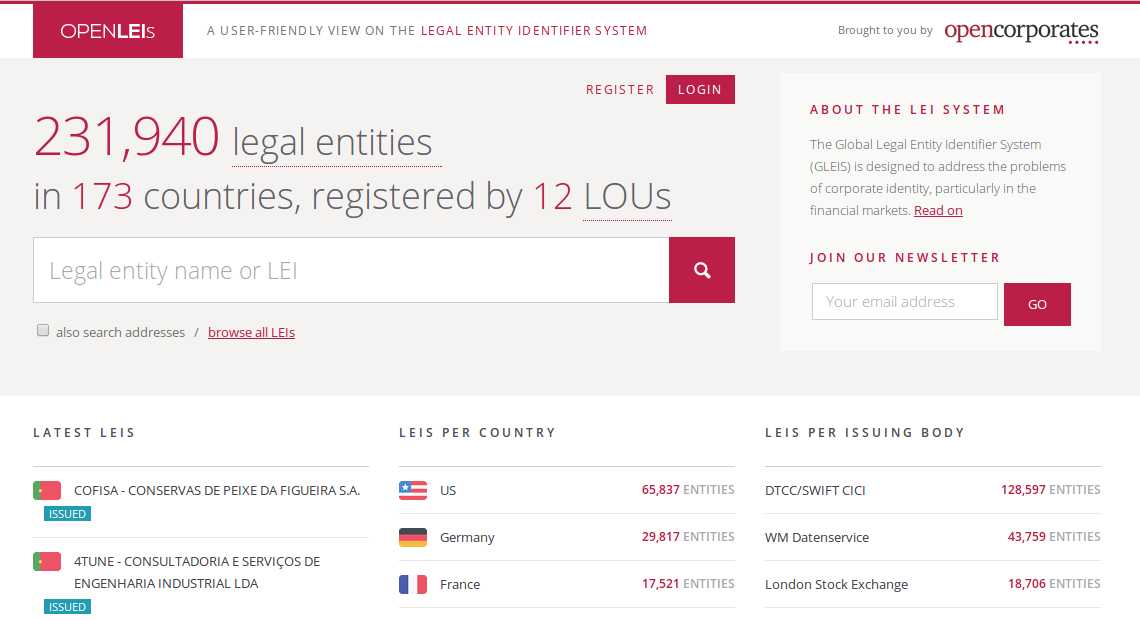 OPENLEIs
A USER-FRIENDLY VIEW ON THE LEGAL ENTITY IDENTIFIER SYSTEM
Brought to you by opencorporates
REGISTER
LOGIN
231,940 legal entities
in 173 countries, registered by 12 LOUs
Legal entity name or LEI
also search addresses / browse all LEIs
ABOUT THE LEI SYSTEM
The Global Legal Entity Identifier System
(GLEIS) is designed to address the problems
of corporate identity, particularly in the
financial markets. Read on
JOIN OUR NEWSLETTER
Your email address
GO
LATEST LEIS
COFISA - CONSERVAS DE PEIXE DA FIGUEIRA S.A.
ISSUED
4TUNE - CONSULTADORIA E SERVIÇOS DE
ENGENHARIA INDUSTRIAL LDA
ISSUED
LEIS PER COUNTRY
US 65,837 ENTITIES
Germany 29,817 ENTITIES
France 17,521 ENTITIES
LEIS PER ISSUING BODY
DTCC/SWIFT CICI 128,597 ENTITIES
WM Datenservice 43,759 ENTITIES
London Stock Exchange 18,706 ENTITIES